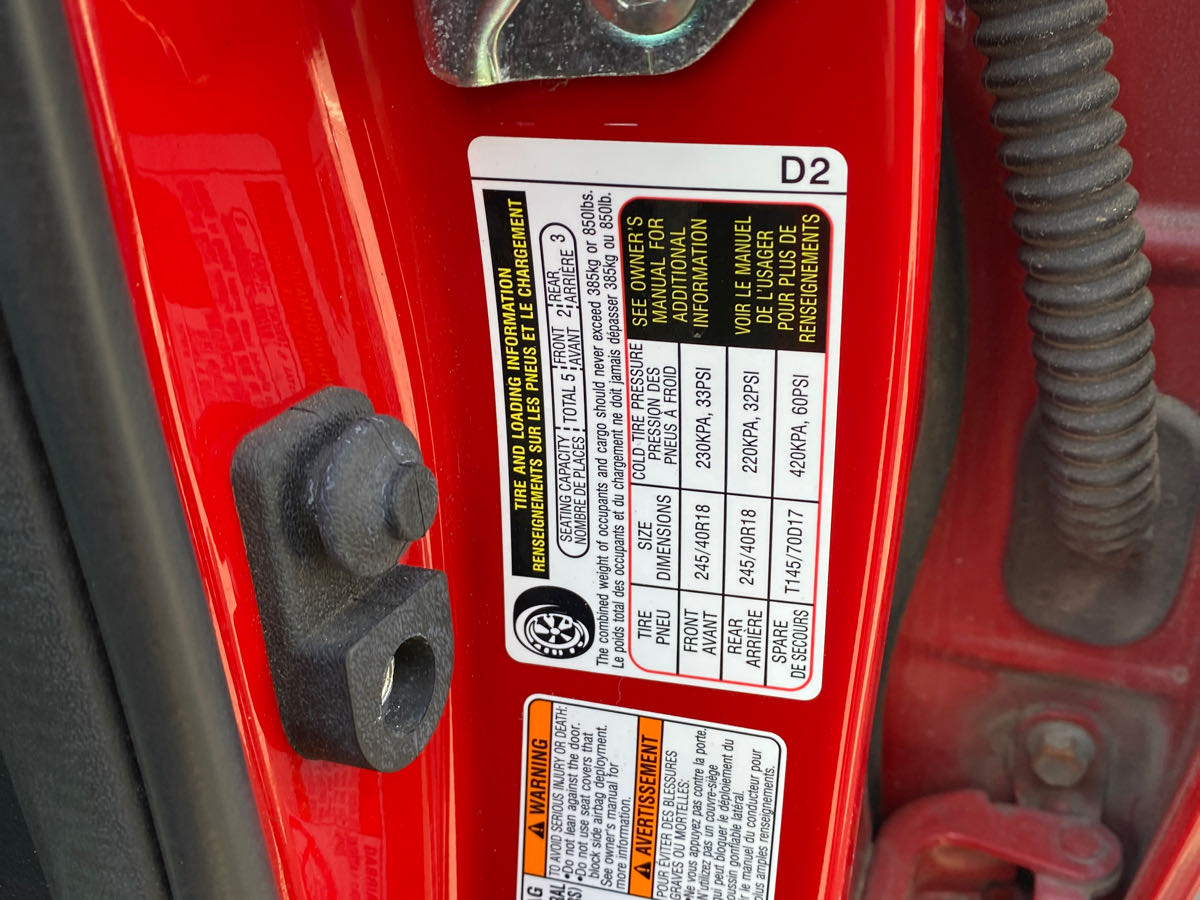 D2
TIRE AND LOADING INFORMATION
RENSEIGNEMENTS SUR LES PNEUS ET LE CHARGEMENT
SEATING CAPACITY TOTAL 5 FRONT 2 REAR 3
NOMBRE DE PLACES AVANT ARRIÈRE
The combined weight of occupants and cargo should never exceed 385kg or 850lbs.
Le poids total des occupants et du chargement ne doit jamais dépasser 385kg ou 850lb.
TIRE SIZE COLD TIRE PRESSURE
PNEU DIMENSIONS PRESSION DES
PNEUS À FROID
FRONT 245/40R18 230KPA, 33PSI
AVANT
REAR 245/40R18 220KPA, 32PSI
ARRIÈRE
SPARE T145/70D17 420KPA, 60PSI
DE SECOURS
SEE OWNER'S
MANUAL FOR
ADDITIONAL
INFORMATION
VOIR LE MANUEL
DE L'USAGER
POUR PLUS DE
RENSEIGNEMENTS
WARNING
TO AVOID SERIOUS INJURY OR DEATH:
•Do not lean against the door.
•Do not use seat covers that
block side airbag deployment.
See owner's manual for
more information.
AVERTISSEMENT
POUR ÉVITER DES BLESSURES
GRAVES OU MORTELLES:
Ne vous appuyez pas contre la porte.
N'utilisez pas un couvre-siège
qui peut bloquer le déploiement du
coussin gonflable latéral.
le manuel du conducteur pour
plus amples renseignements.